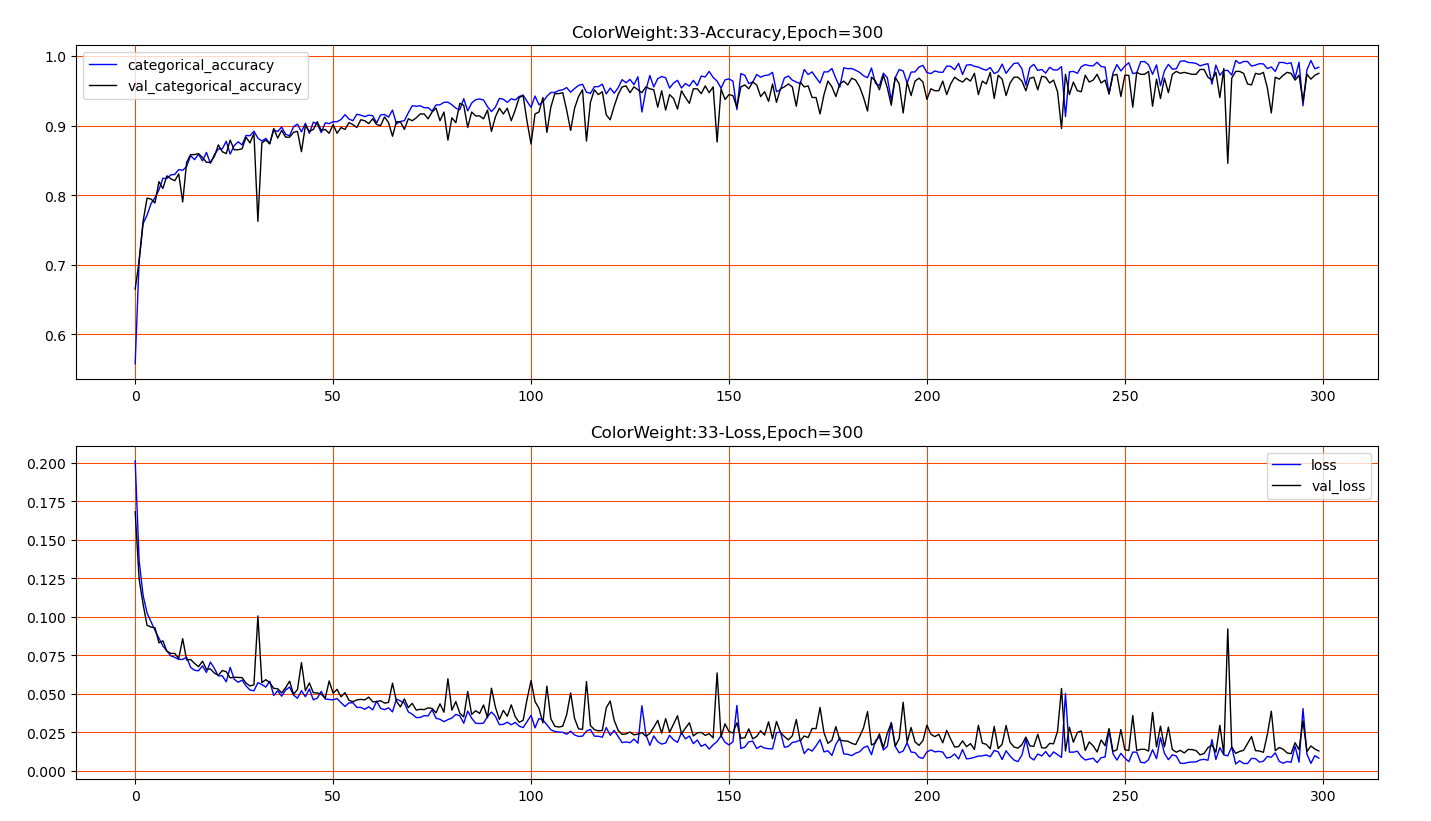 ColorWeight:33-Accuracy,Epoch=300
categorical_accuracy
val_categorical_accuracy
1.0
0.9
0.8
0.7
0.6
0 50 100 150 200 250 300
ColorWeight:33-Loss,Epoch=300
loss
val_loss
0.200
0.175
0.150
0.125
0.100
0.075
0.050
0.025
0.000
0 50 100 150 200 250 300